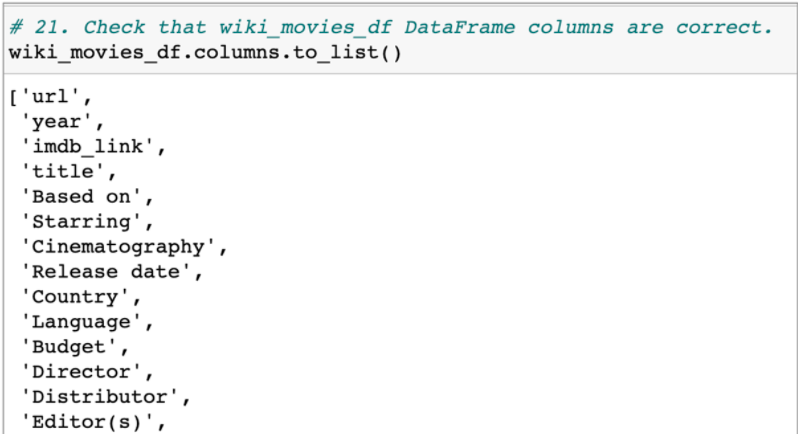 # 21. Check that wiki_movies_df DataFrame columns are correct.
wiki_movies_df.columns.to_list()
['url',
 'year',
 'imdb_link',
 'title',
 'Based on',
 'Starring',
 'Cinematography',
 'Release date',
 'Country',
 'Language',
 'Budget',
 'Director',
 'Distributor',
 'Editor(s)',